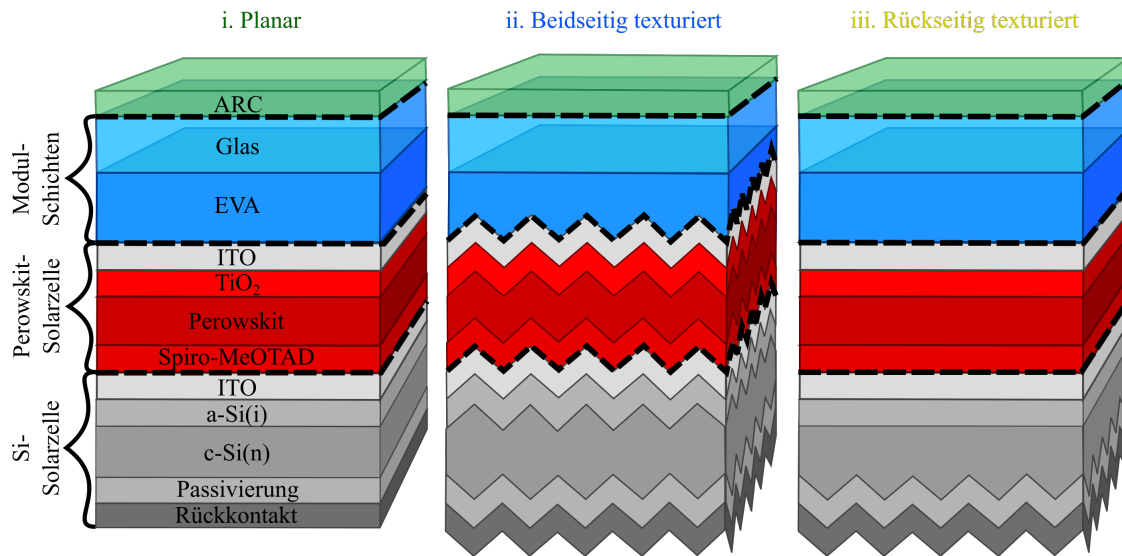 i. Planar
ii. Beidseitig texturiert
iii. Rückseitig texturiert
Modul-
Schichten
ARC
Glas
EVA
Perowskit-
Solarzelle
ITO
TiO₂
Perowskit
Spiro-MeOTAD
Si-
Solarzelle
ITO
a-Si(i)
c-Si(n)
Passivierung
Rückkontakt